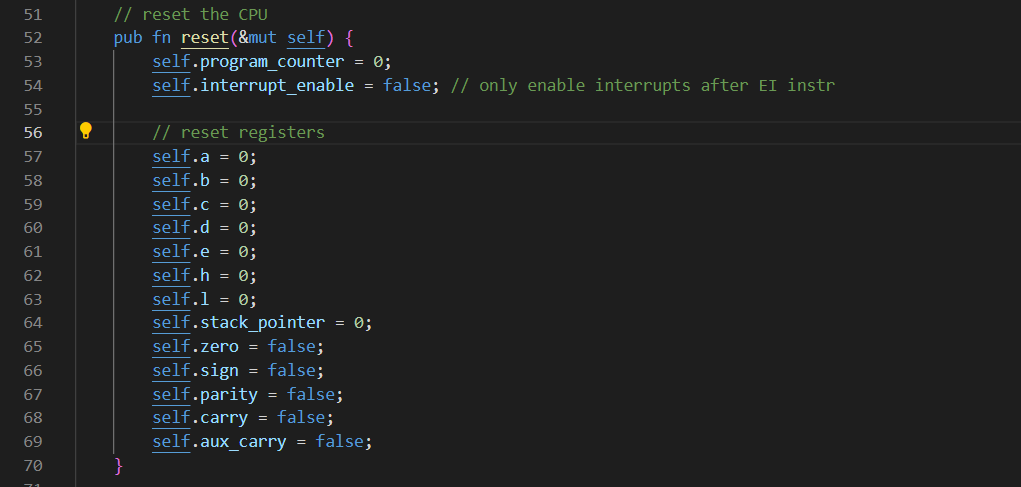 51 // reset the CPU
52 pub fn reset(&mut self) {
53 self.program_counter = 0;
54 self.interrupt_enable = false; // only enable interrupts after EI instr
55
56 // reset registers
57 self.a = 0;
58 self.b = 0;
59 self.c = 0;
60 self.d = 0;
61 self.e = 0;
62 self.h = 0;
63 self.l = 0;
64 self.stack_pointer = 0;
65 self.zero = false;
66 self.sign = false;
67 self.parity = false;
68 self.carry = false;
69 self.aux_carry = false;
70 }